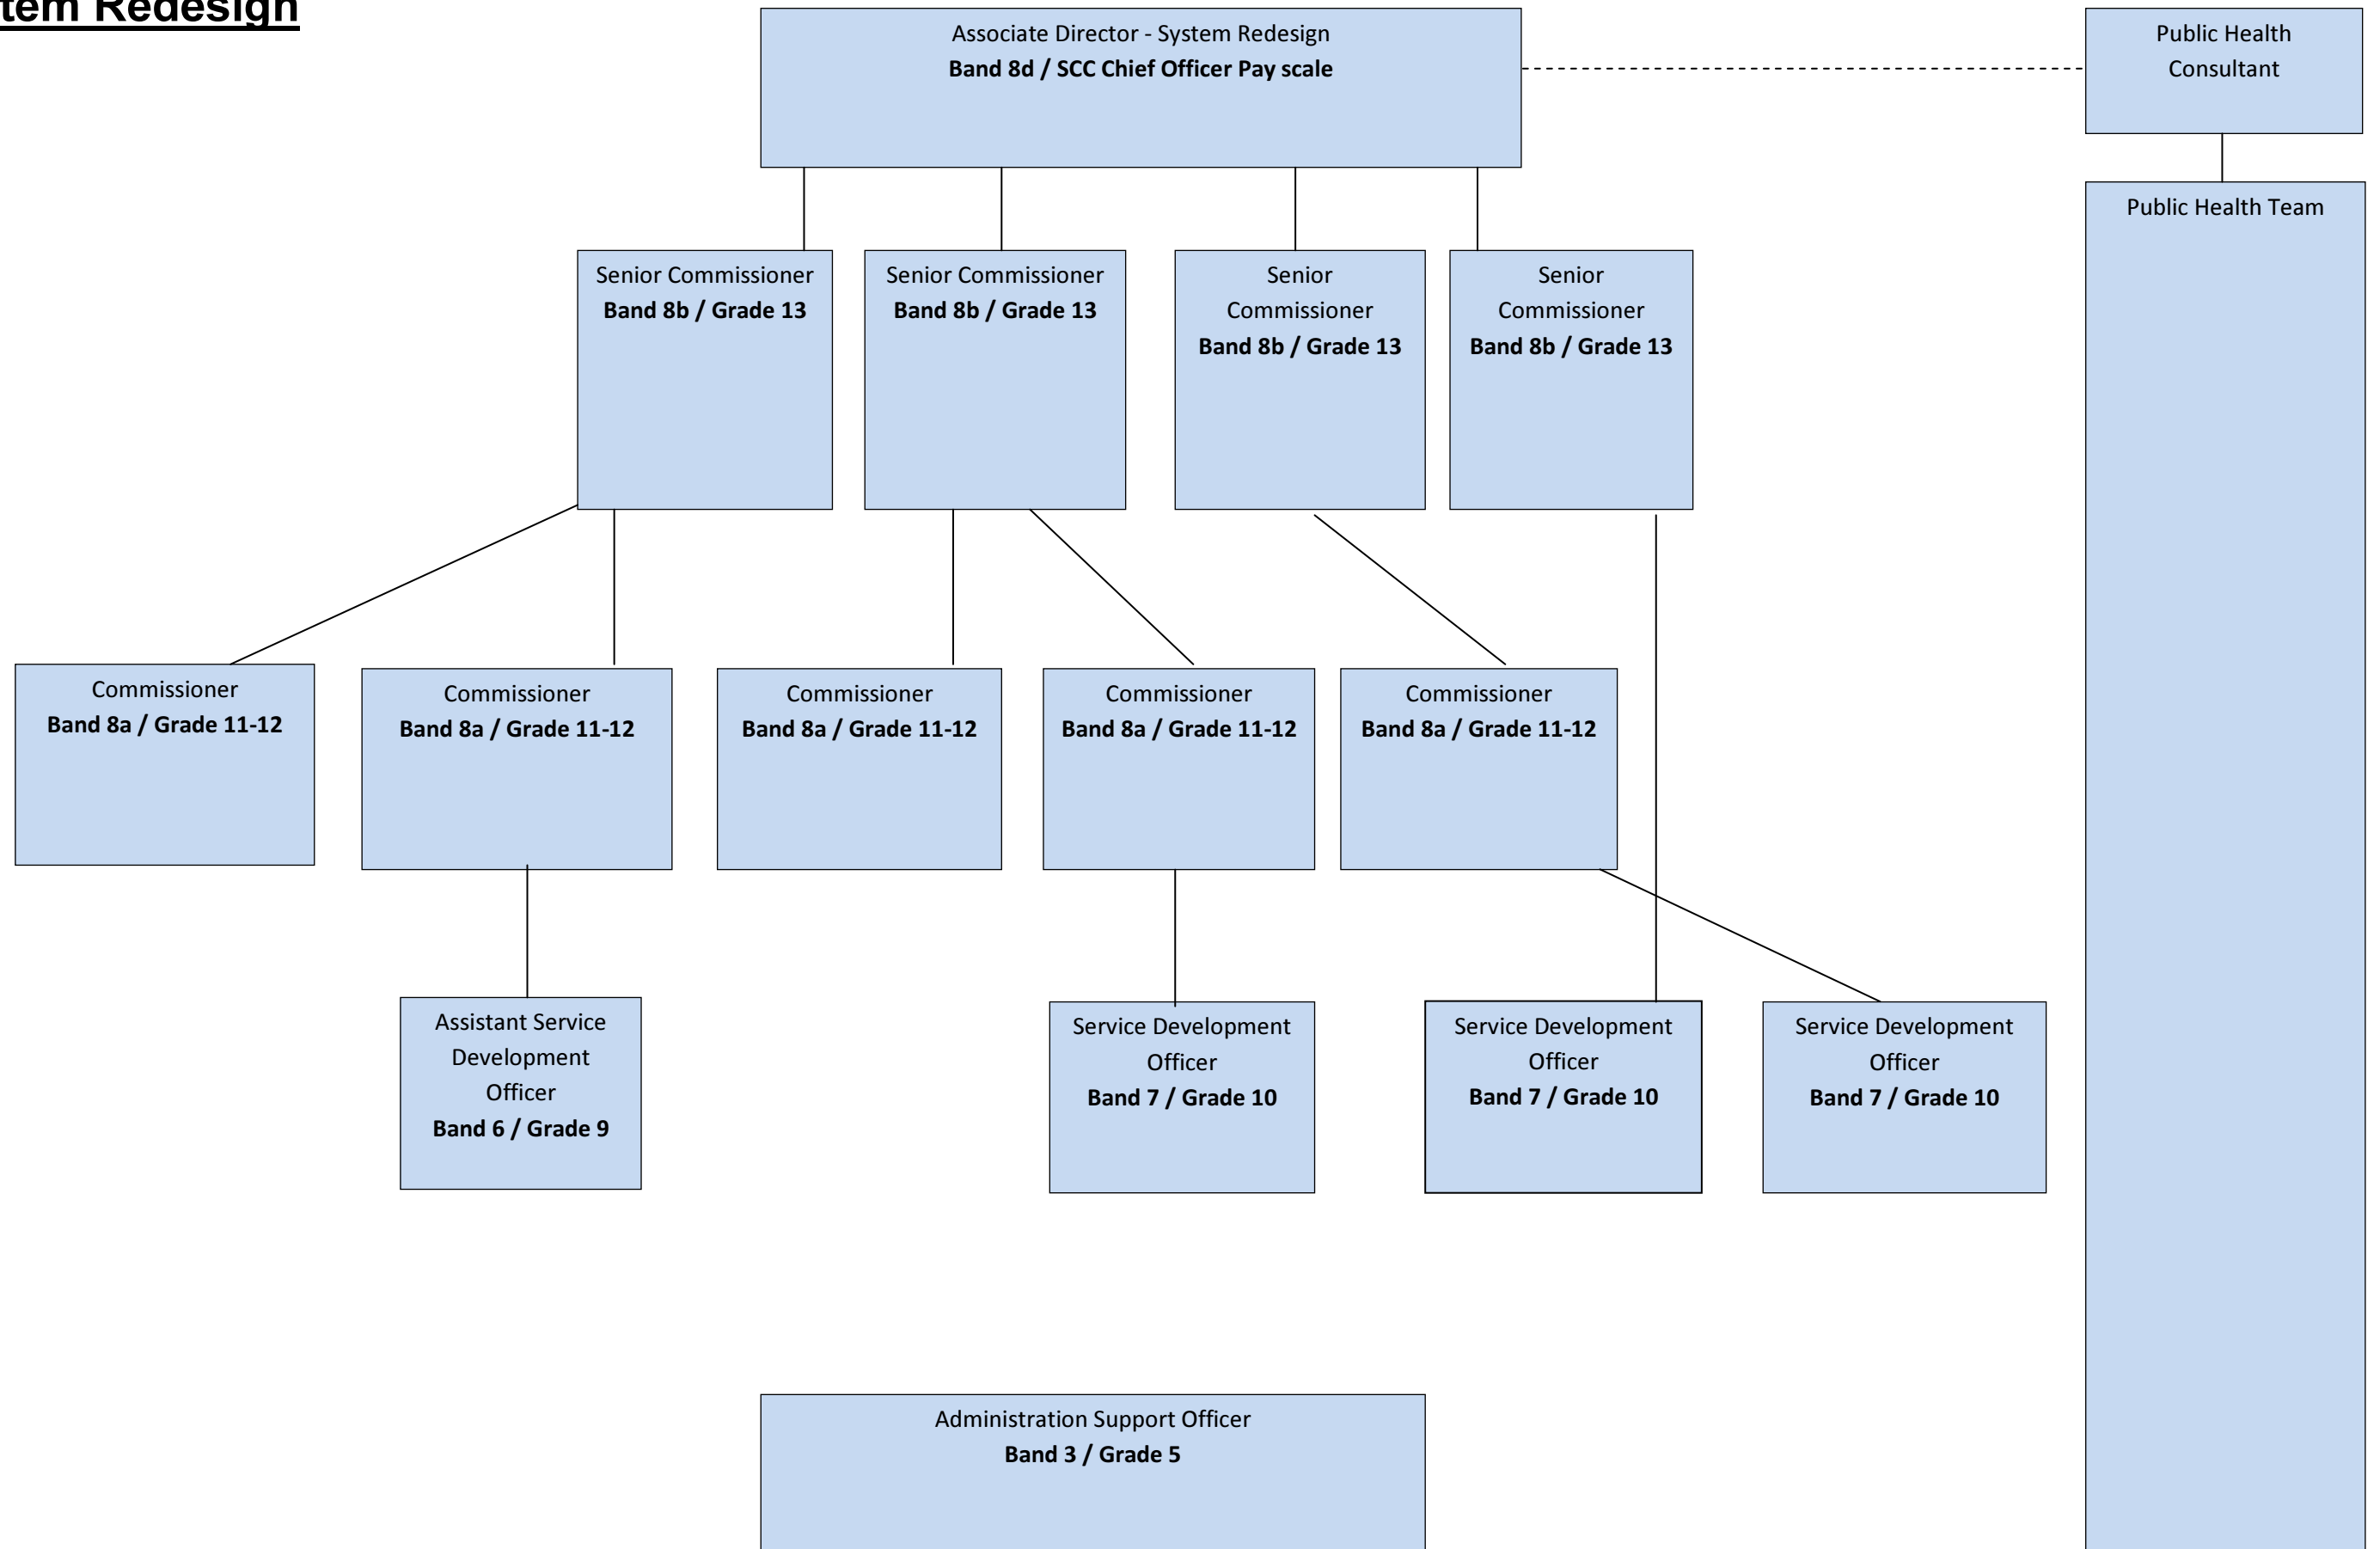 tem Redesign
Associate Director - System Redesign
Band 8d / SCC Chief Officer Pay scale
Public Health
Consultant
Public Health Team
Senior Commissioner
Band 8b / Grade 13
Senior Commissioner
Band 8b / Grade 13
Senior
Commissioner
Band 8b / Grade 13
Senior
Commissioner
Band 8b / Grade 13
Commissioner
Band 8a / Grade 11-12
Commissioner
Band 8a / Grade 11-12
Commissioner
Band 8a / Grade 11-12
Commissioner
Band 8a / Grade 11-12
Commissioner
Band 8a / Grade 11-12
Assistant Service
Development
Officer
Band 6 / Grade 9
Service Development
Officer
Band 7 / Grade 10
Service Development
Officer
Band 7 / Grade 10
Service Development
Officer
Band 7 / Grade 10
Administration Support Officer
Band 3 / Grade 5